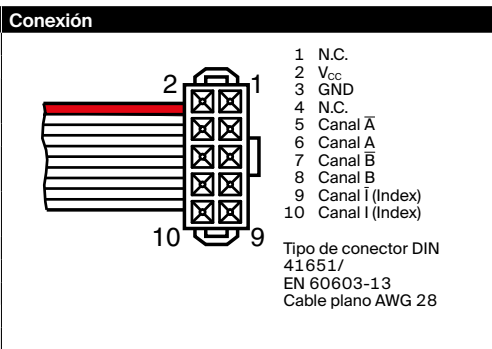 Conexión
2 1
10 9
1 N.C.
2 Vcc
3 GND
4 N.C.
5 Canal A̅
6 Canal A
7 Canal B̅
8 Canal B
9 Canal I̅ (Index)
10 Canal I (Index)
Tipo de conector DIN
41651/
EN 60603-13
Cable plano AWG 28